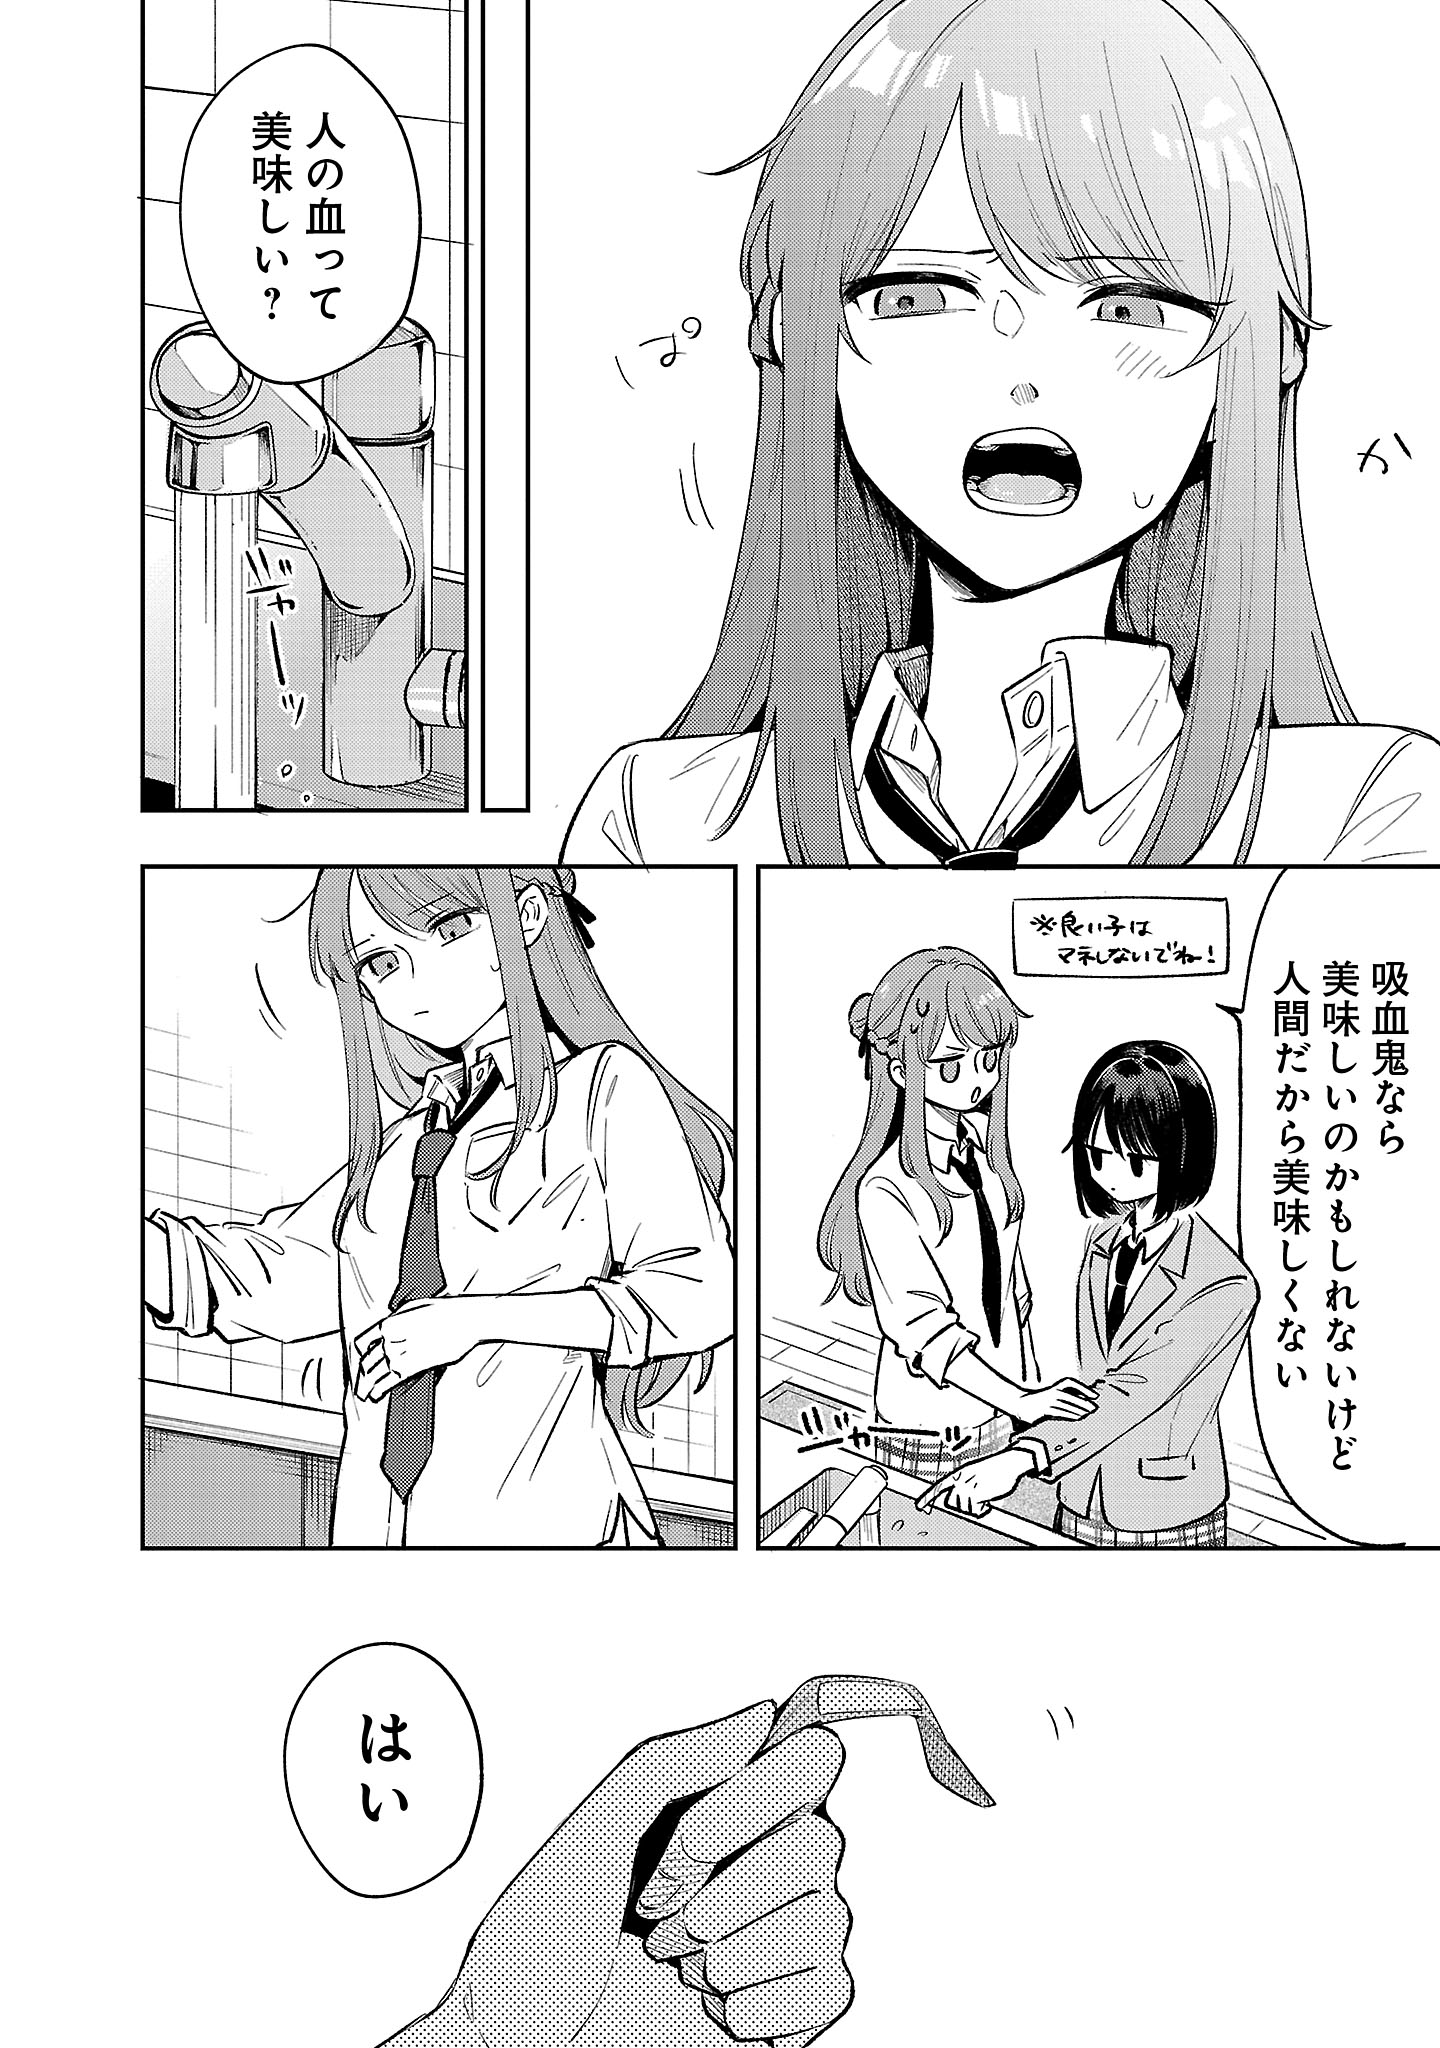 ぱ
か
人の血って
美味しい？
ジャーッ
吸血鬼なら
美味しいのかもしれないけど
人間だから美味しくない
※良い子は
マネしないでね！
ジャーッ
はい